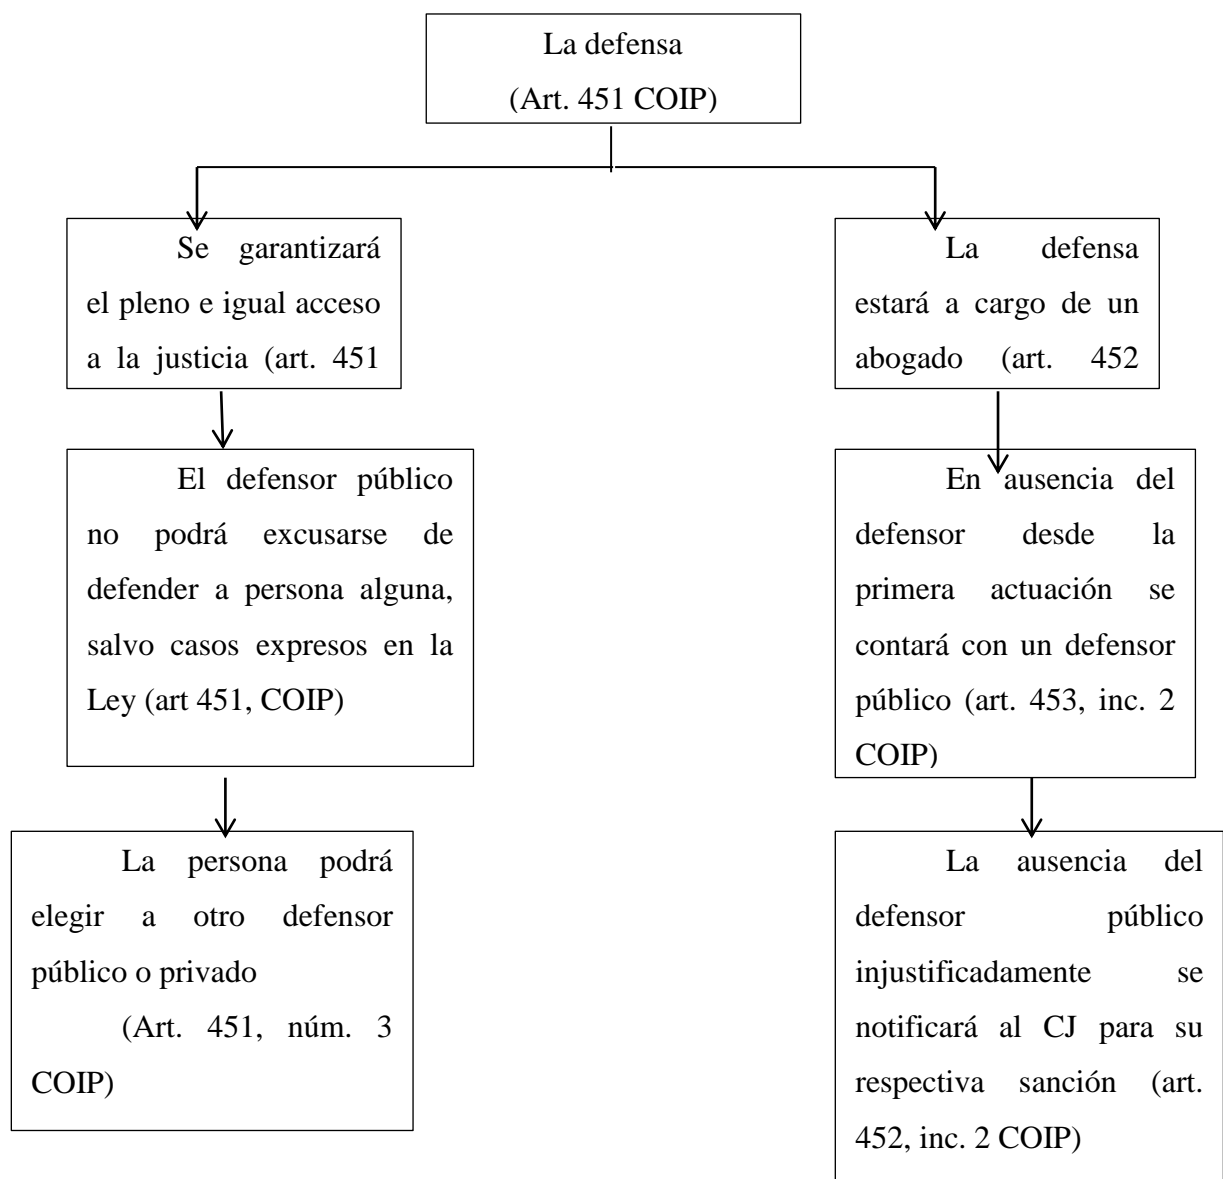 La defensa
(Art. 451 COIP)
Se garantizará
el pleno e igual acceso
a la justicia (art. 451
El defensor público
no podrá excusarse de
defender a persona alguna,
salvo casos expresos en la
Ley (art 451, COIP)
La persona podrá
elegir a otro defensor
público o privado
(Art. 451, núm. 3
COIP)
La defensa
estará a cargo de un
abogado (art. 452
En ausencia del
defensor desde la
primera actuación se
contará con un defensor
público (art. 453, inc. 2
COIP)
La ausencia del
defensor público
injustificadamente se
notificará al CJ para su
respectiva sanción (art.
452, inc. 2 COIP)